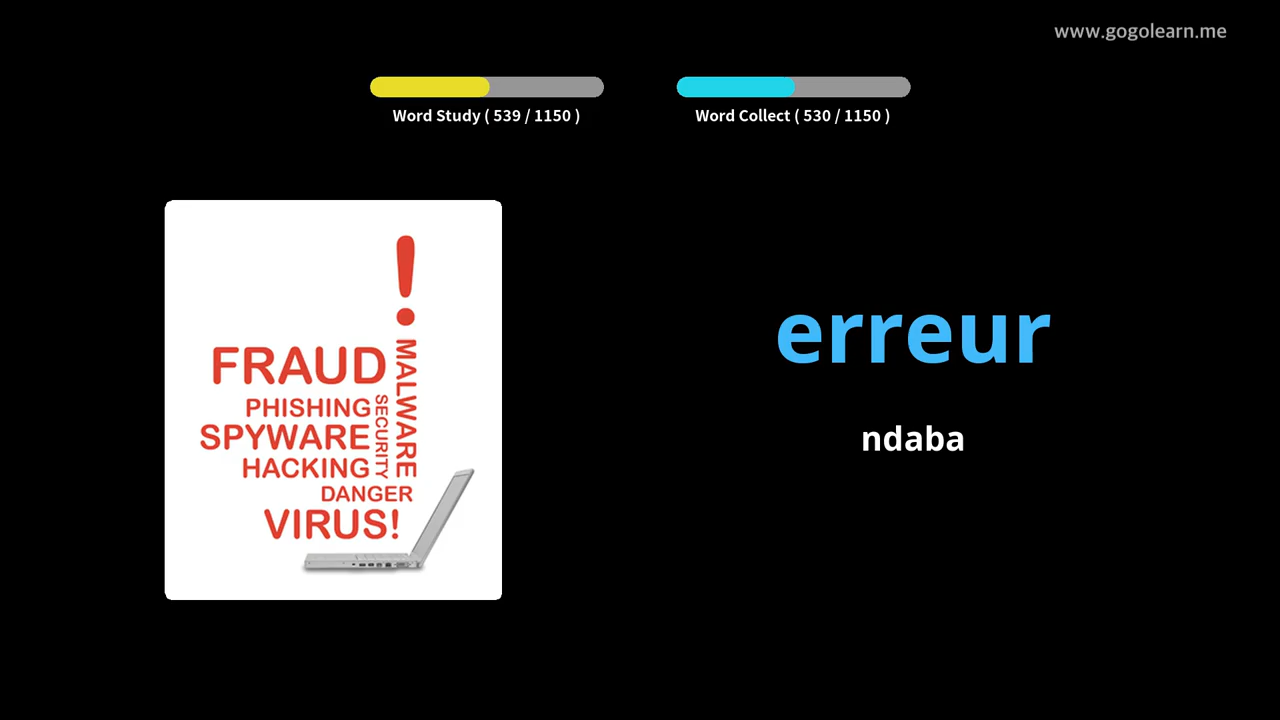 www.gogolearn.me
Word Study ( 539 / 1150 )
Word Collect ( 530 / 1150 )
!
FRAUD
MALWARE
PHISHING
SECURITY
SPYWARE
HACKING
DANGER
VIRUS!
erreur
ndaba